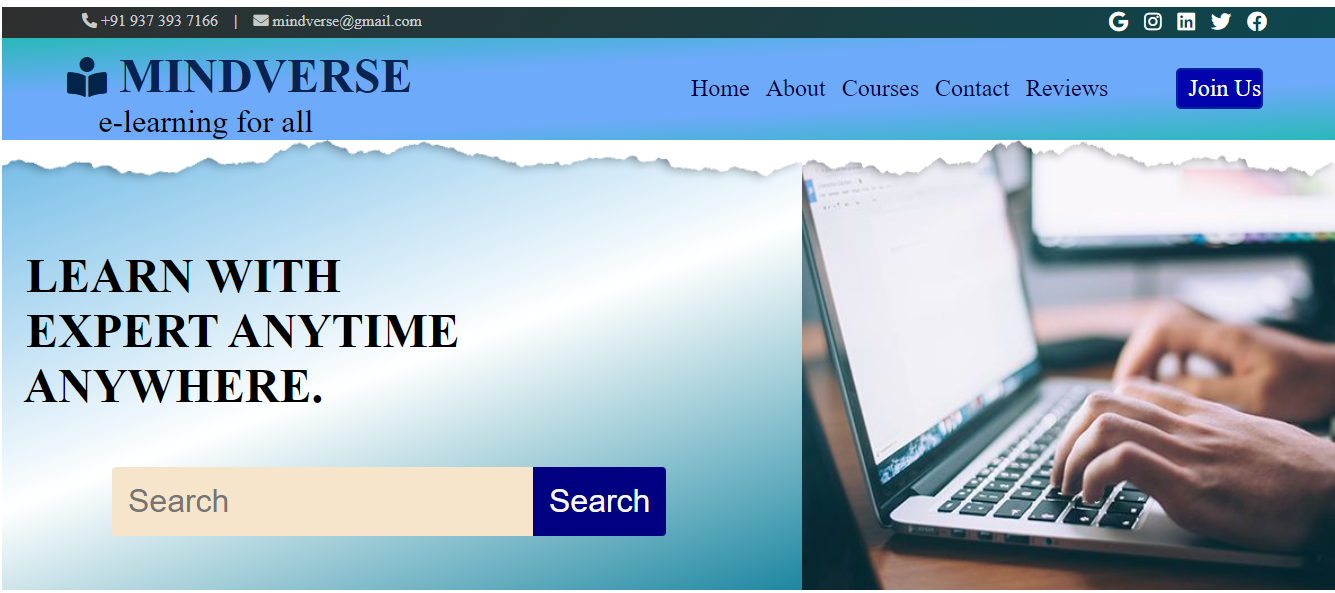 +91 937 393 7166 | mindverse@gmail.com
MINDVERSE
e-learning for all
Home About Courses Contact Reviews
Join Us
LEARN WITH
EXPERT ANYTIME
ANYWHERE.
Search Search